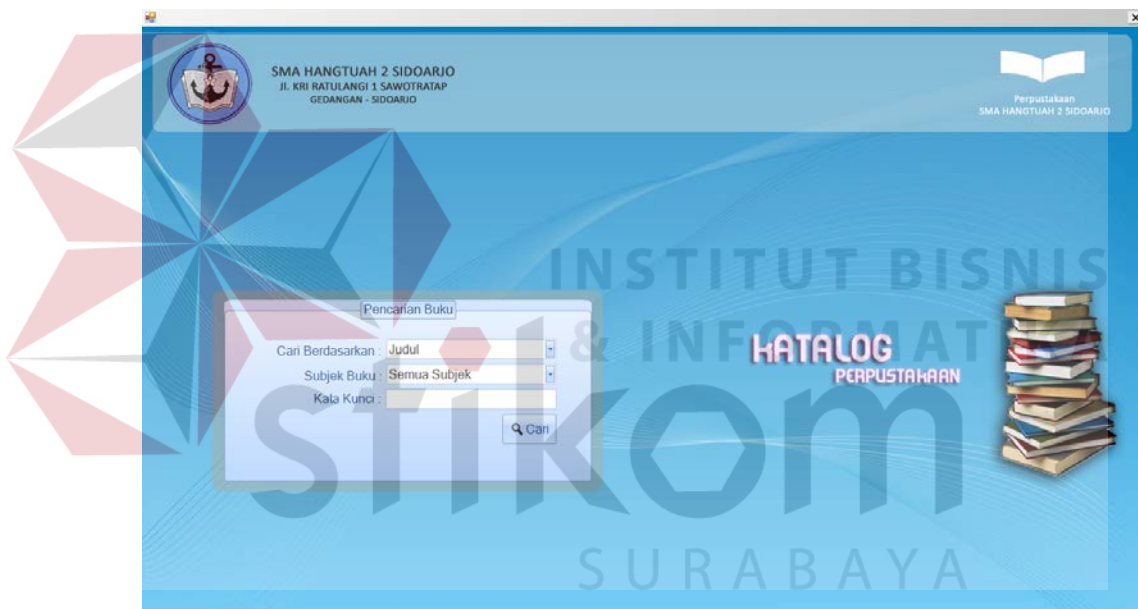 SMA HANGTUAH 2 SIDOARJO
Jl. KRI RATULANGI 1 SAWOTRATAP
GEDANGAN - SIDOARJO
Perpustakaan
SMA HANGTUAH 2 SIDOARJO
INSTITUT BISNIS
& INFORMATIKA
stikom
SURABAYA
Pencarian Buku
Cari Berdasarkan : Judul
Subjek Buku : Semua Subjek
Kata Kunci :
Cari
KATALOG
PERPUSTAKAAN